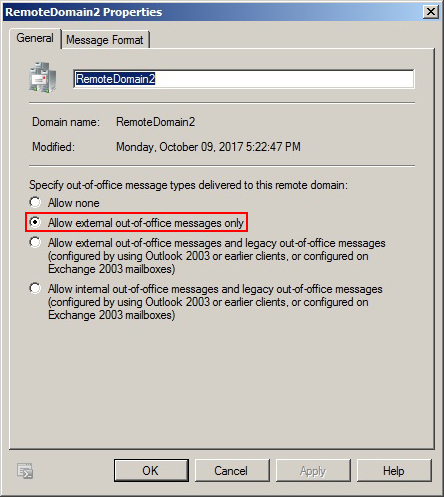 RemoteDomain2 Properties
General
Message Format
RemoteDomain2
Domain name: RemoteDomain2
Modified: Monday, October 09, 2017 5:22:47 PM
Specify out-of-office message types delivered to this remote domain:
Allow none
Allow external out-of-office messages only
Allow external out-of-office messages and legacy out-of-office messages
(configured by using Outlook 2003 or earlier clients, or configured on
Exchange 2003 mailboxes)
Allow internal out-of-office messages and legacy out-of-office messages
(configured by using Outlook 2003 or earlier clients, or configured on
Exchange 2003 mailboxes)
OK
Cancel
Apply
Help